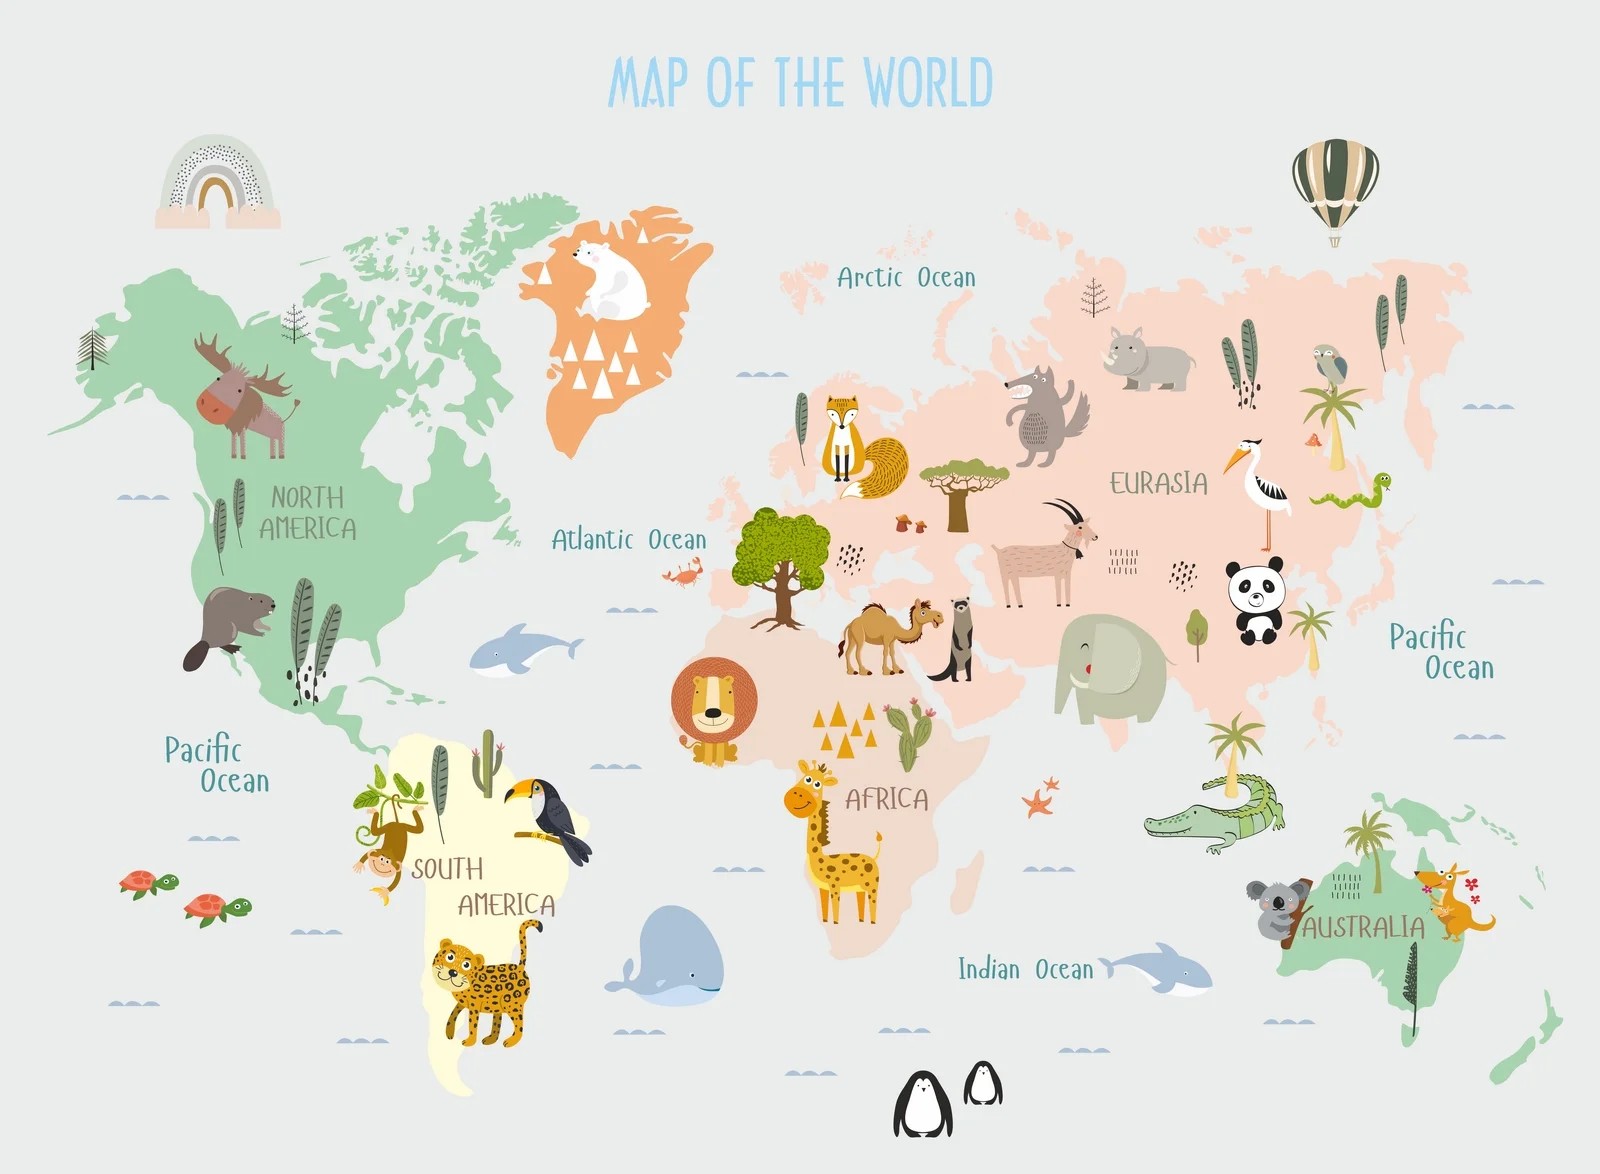 MAP OF THE WORLD
Arctic Ocean
EURASIA
NORTH
AMERICA
Atlantic Ocean
Pacific
Ocean
Pacific
Ocean
AFRICA
SOUTH
AMERICA
AUSTRALIA
Indian Ocean